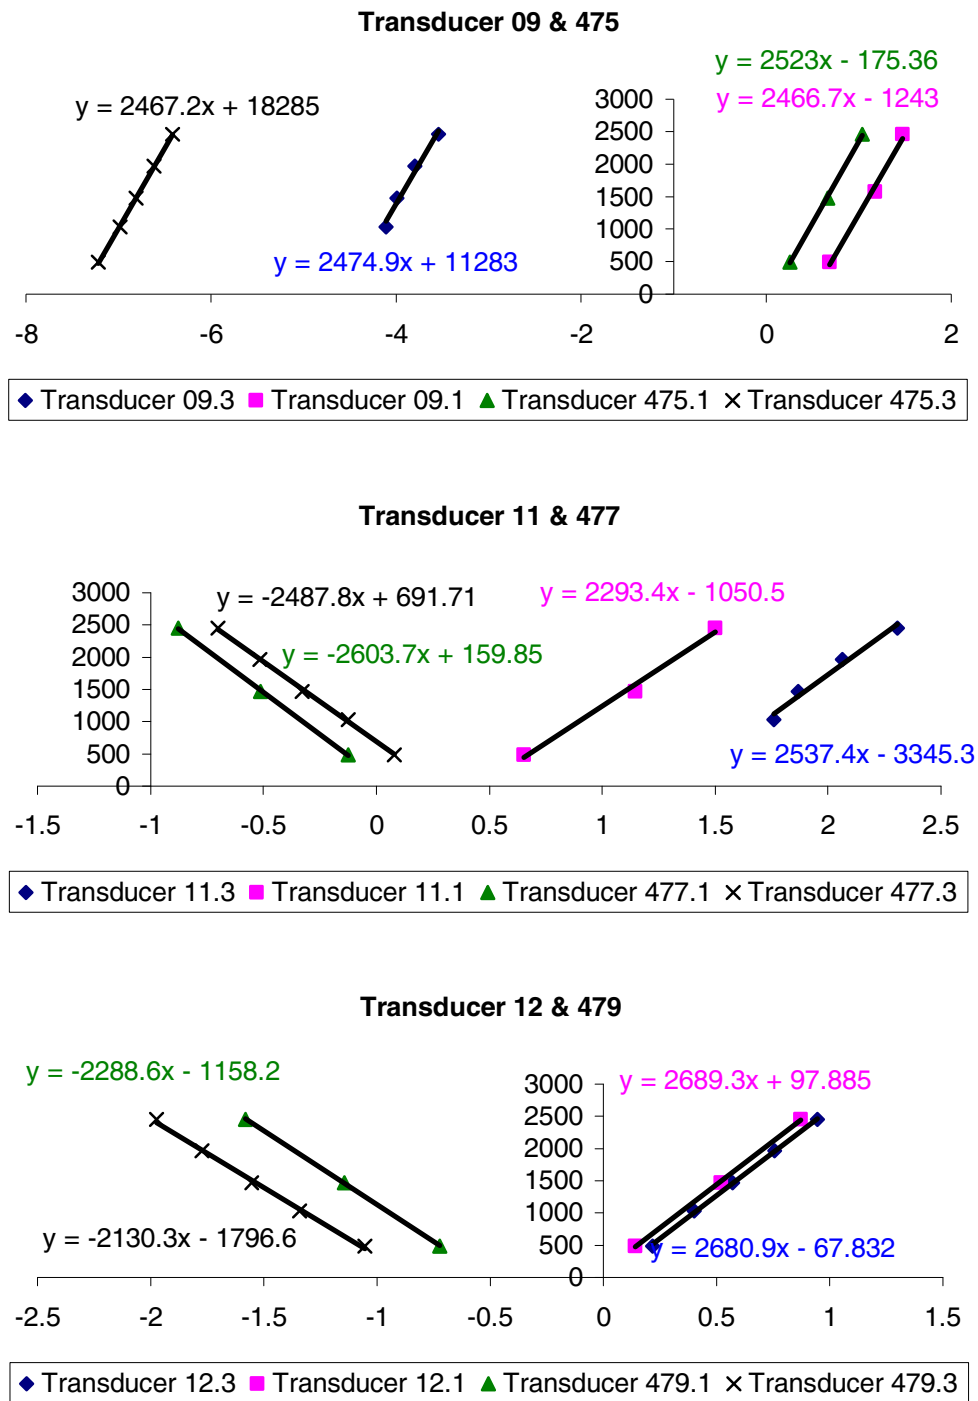 Transducer 09 & 475
y = 2523x - 175.36
y = 2467.2x + 18285
y = 2466.7x - 1243
3000
2500
2000
1500
1000
500
0
y = 2474.9x + 11283
-8 -6 -4 -2 0 2
Transducer 09.3 Transducer 09.1 Transducer 475.1 Transducer 475.3
Transducer 11 & 477
3000
2500
2000
1500
1000
500
0
y = -2487.8x + 691.71
y = 2293.4x - 1050.5
y = -2603.7x + 159.85
y = 2537.4x - 3345.3
-1.5 -1 -0.5 0 0.5 1 1.5 2 2.5
Transducer 11.3 Transducer 11.1 Transducer 477.1 Transducer 477.3
Transducer 12 & 479
y = -2288.6x - 1158.2
y = 2689.3x + 97.885
3000
2500
2000
1500
1000
500
0
y = -2130.3x - 1796.6
y = 2680.9x - 67.832
-2.5 -2 -1.5 -1 -0.5 0 0.5 1 1.5
Transducer 12.3 Transducer 12.1 Transducer 479.1 Transducer 479.3